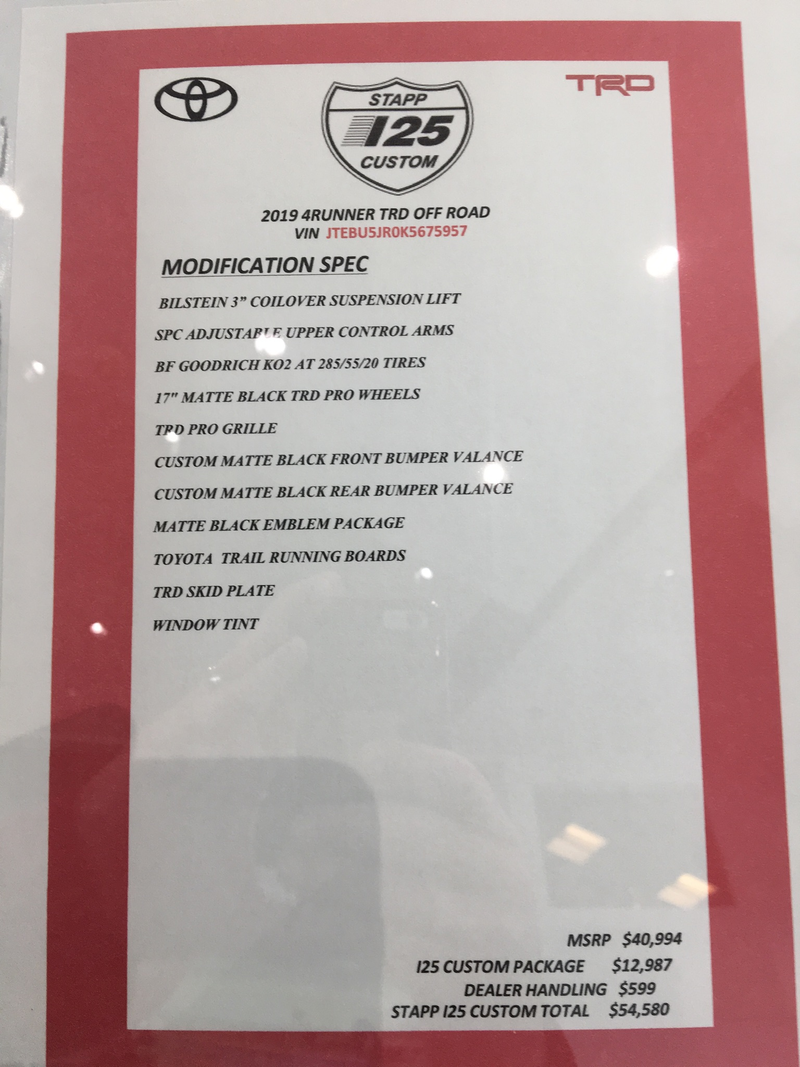 TRD
STAPP
I25
CUSTOM
2019 4RUNNER TRD OFF ROAD
VIN JTEBU5JR0K5675957
MODIFICATION SPEC
BILSTEIN 3” COILOVER SUSPENSION LIFT
SPC ADJUSTABLE UPPER CONTROL ARMS
BF GOODRICH KO2 AT 285/55/20 TIRES
17" MATTE BLACK TRD PRO WHEELS
TRD PRO GRILLE
CUSTOM MATTE BLACK FRONT BUMPER VALANCE
CUSTOM MATTE BLACK REAR BUMPER VALANCE
MATTE BLACK EMBLEM PACKAGE
TOYOTA TRAIL RUNNING BOARDS
TRD SKID PLATE
WINDOW TINT
MSRP $40,994
I25 CUSTOM PACKAGE $12,987
DEALER HANDLING $599
STAPP I25 CUSTOM TOTAL $54,580